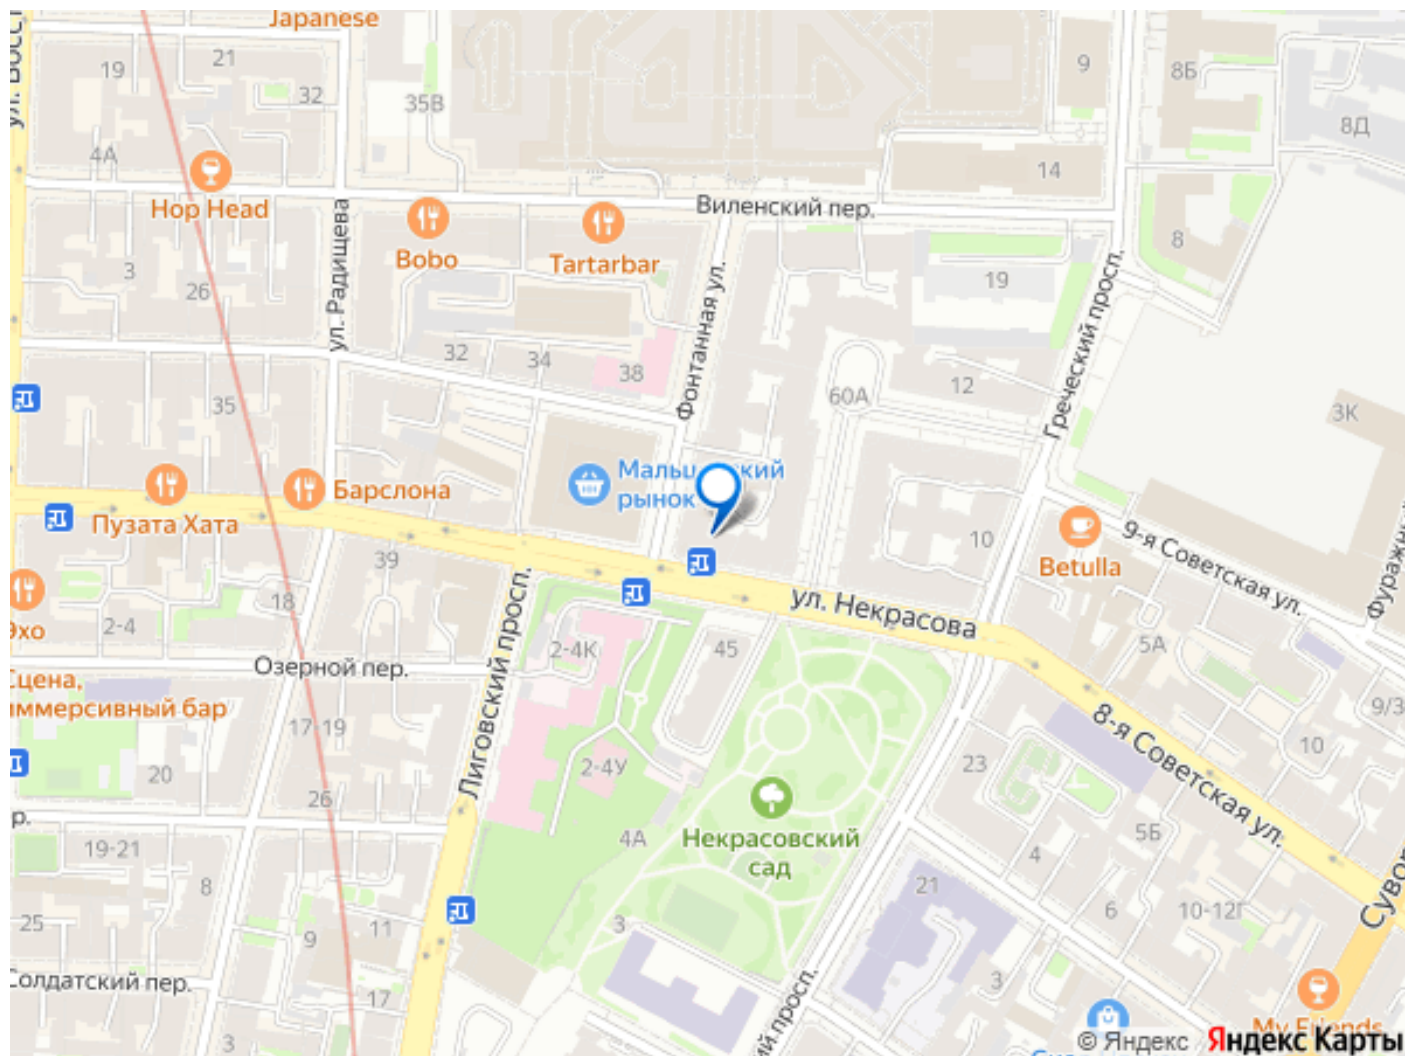 Japanese
21
19
32
35В
9
8Б
8Д
4А
14
Hop Head
Виленский пер.
Bobo
Tartarbar
8
3
26
ул. Радищева
Фонтанная ул.
19
Греческий просп.
32
34
38
12
60А
3К
35
Барслона
Пузата Хата
рынок
39
10
Betulla
9-я Советская ул.
18
2-4
ул. Некрасова
5А
Озерной пер.
2-4К
45
Лиговский просп.
иммерсивный бар
17-19
20
26
2-4У
23
8-я Советская ул.
9/3
10
Некрасовский
сад
4А
19-21
8
5Б
4
21
6
10-12Г
25
9
11
3
3
17
3
My Friends
© Яндекс Яндекс Карты